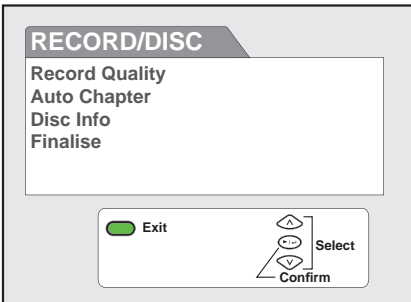 RECORD/DISC
Record Quality
Auto Chapter
Disc Info
Finalise
Exit
Select
Confirm